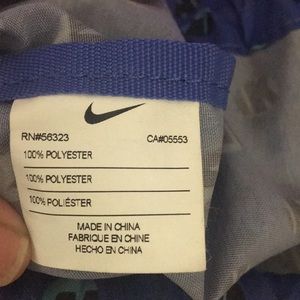 RN#56323 CA#05553
100% POLYESTER
100% POLYESTER
100% POLIÉSTER
MADE IN CHINA
FABRIQUE EN CHINE
HECHO EN CHINA